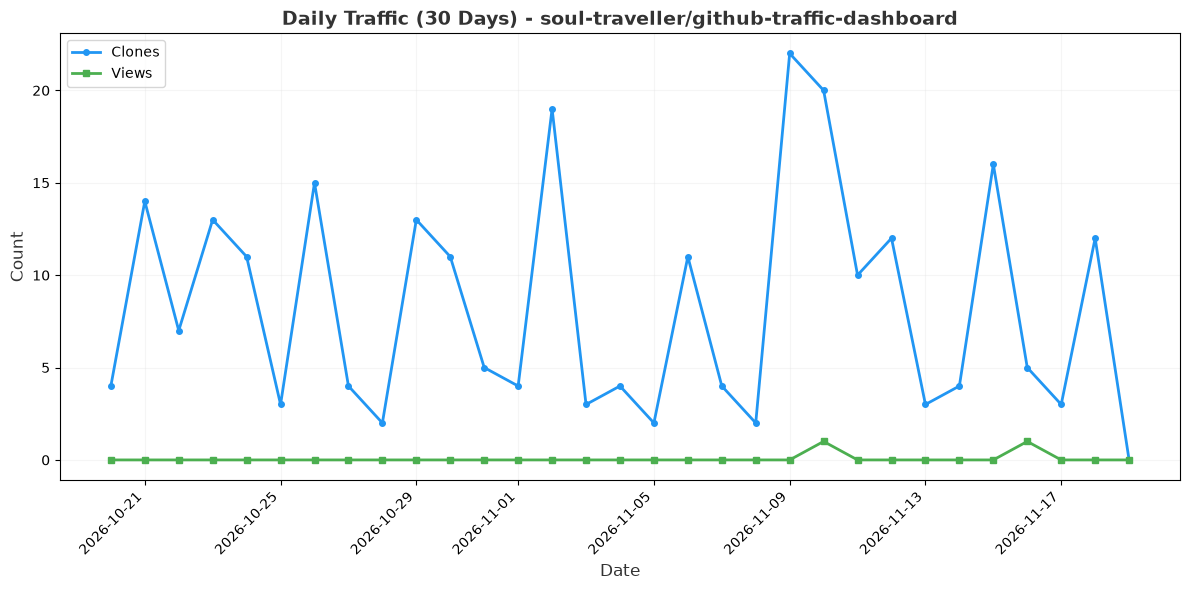 Daily Traffic (30 Days) - soul-traveller/github-traffic-dashboard
Clones
Views
Count
20
15
10
5
0
2026-10-21
2026-10-25
2026-10-29
2026-11-01
2026-11-05
2026-11-09
2026-11-13
2026-11-17
Date